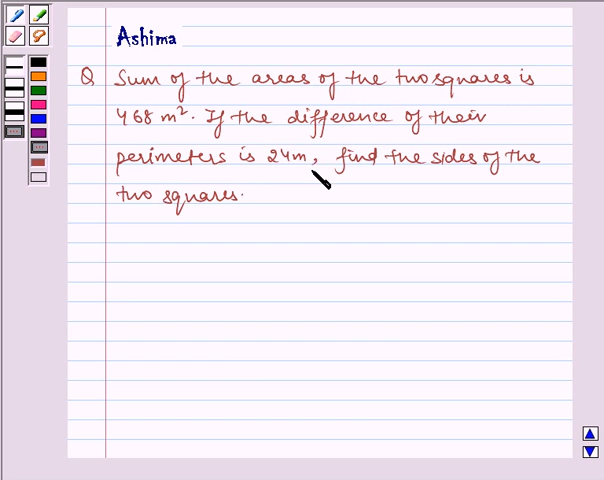 Ashima
Q Sum of the areas of the two squares is
468 m². If the difference of their
perimeters is 24m, find the sides of the
two squares.